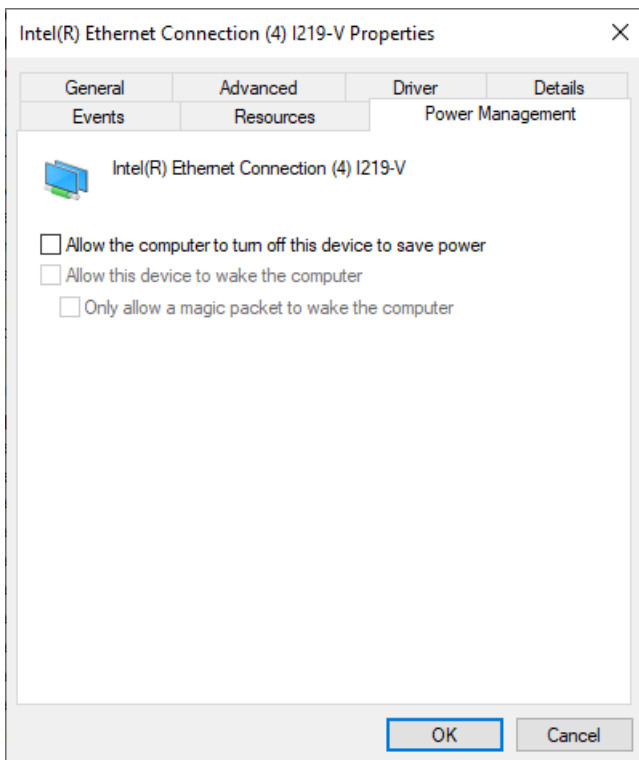 Intel(R) Ethernet Connection (4) I219-V Properties
General Advanced Driver Details
Events Resources Power Management
Intel(R) Ethernet Connection (4) I219-V
Allow the computer to turn off this device to save power
Allow this device to wake the computer
Only allow a magic packet to wake the computer
OK Cancel